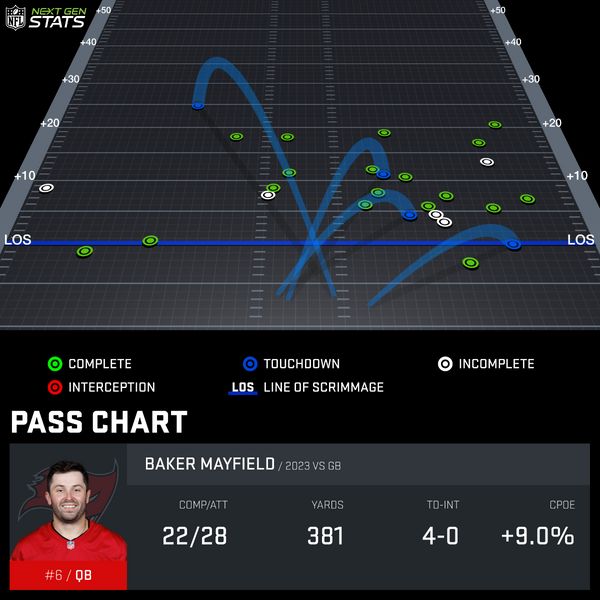 NFL NEXT GEN STATS
+50 +50
+40 +40
+30 +30
+20 +20
+10 +10
LOS LOS
COMPLETE TOUCHDOWN INCOMPLETE
INTERCEPTION LOS LINE OF SCRIMMAGE
PASS CHART
BAKER MAYFIELD / 2023 VS GB
COMP/ATT YARDS TD-INT CPOE
22/28 381 4-0 +9.0%
#6 / QB